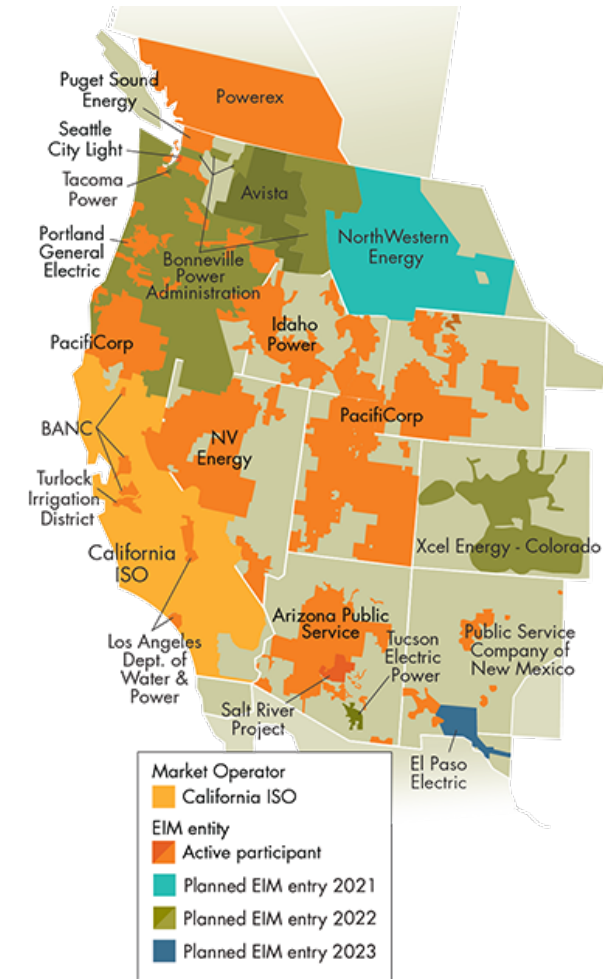 Powerex
Puget Sound
Energy
Seattle
City Light
Tacoma
Power
Avista
Portland
General
Electric
Bonneville
Power
Administration
NorthWestern
Energy
Idaho
Power
PacifiCorp
PacifiCorp
BANC
NV
Energy
Turlock
Irrigation
District
California
ISO
Xcel Energy - Colorado
Los Angeles
Dept. of
Water &
Power
Arizona Public
Service
Tucson
Electric
Power
Public Service
Company of
New Mexico
Salt River
Project
El Paso
Electric
Market Operator
California ISO
EIM entity
Active participant
Planned EIM entry 2021
Planned EIM entry 2022
Planned EIM entry 2023